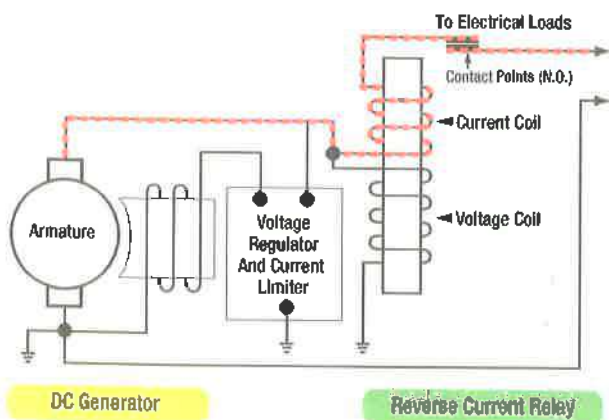 To Electrical Loads
Contact Points (N.O.)
Current Coil
Armature
Voltage
Regulator
And Current
Limiter
Voltage Coil
DC Generator
Reverse Current Relay